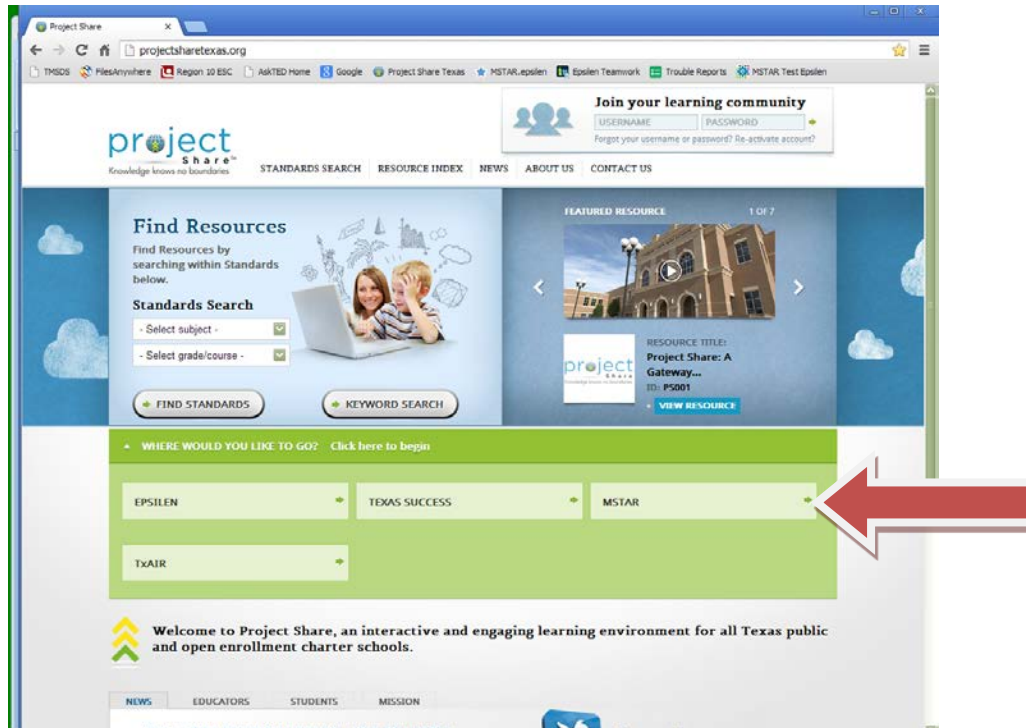 Project Share
projectsharetexas.org
TMSDS FilesAnywhere Region 10 ESC AskTED Home Google Project Share Texas MSTAR.epsilen Epsilen Teamwork Trouble Reports MSTAR Test Epsilen
Join your learning community
USERNAME PASSWORD
Forgot your username or password? Re-activate account?
project
Share
Knowledge knows no boundaries
STANDARDS SEARCH RESOURCE INDEX NEWS ABOUT US CONTACT US
Find Resources
Find Resources by
searching within Standards
below.
Standards Search
- Select subject -
- Select grade/course -
FIND STANDARDS
KEYWORD SEARCH
FEATURED RESOURCE 1 OF 7
project
Share
RESOURCE TITLE:
Project Share: A
Gateway...
ID: PS001
VIEW RESOURCE
WHERE WOULD YOU LIKE TO GO? Click here to begin
EPSILEN
TEXAS SUCCESS
MSTAR
TxAIR
Welcome to Project Share, an interactive and engaging learning environment for all Texas public
and open enrollment charter schools.
NEWS EDUCATORS STUDENTS MISSION